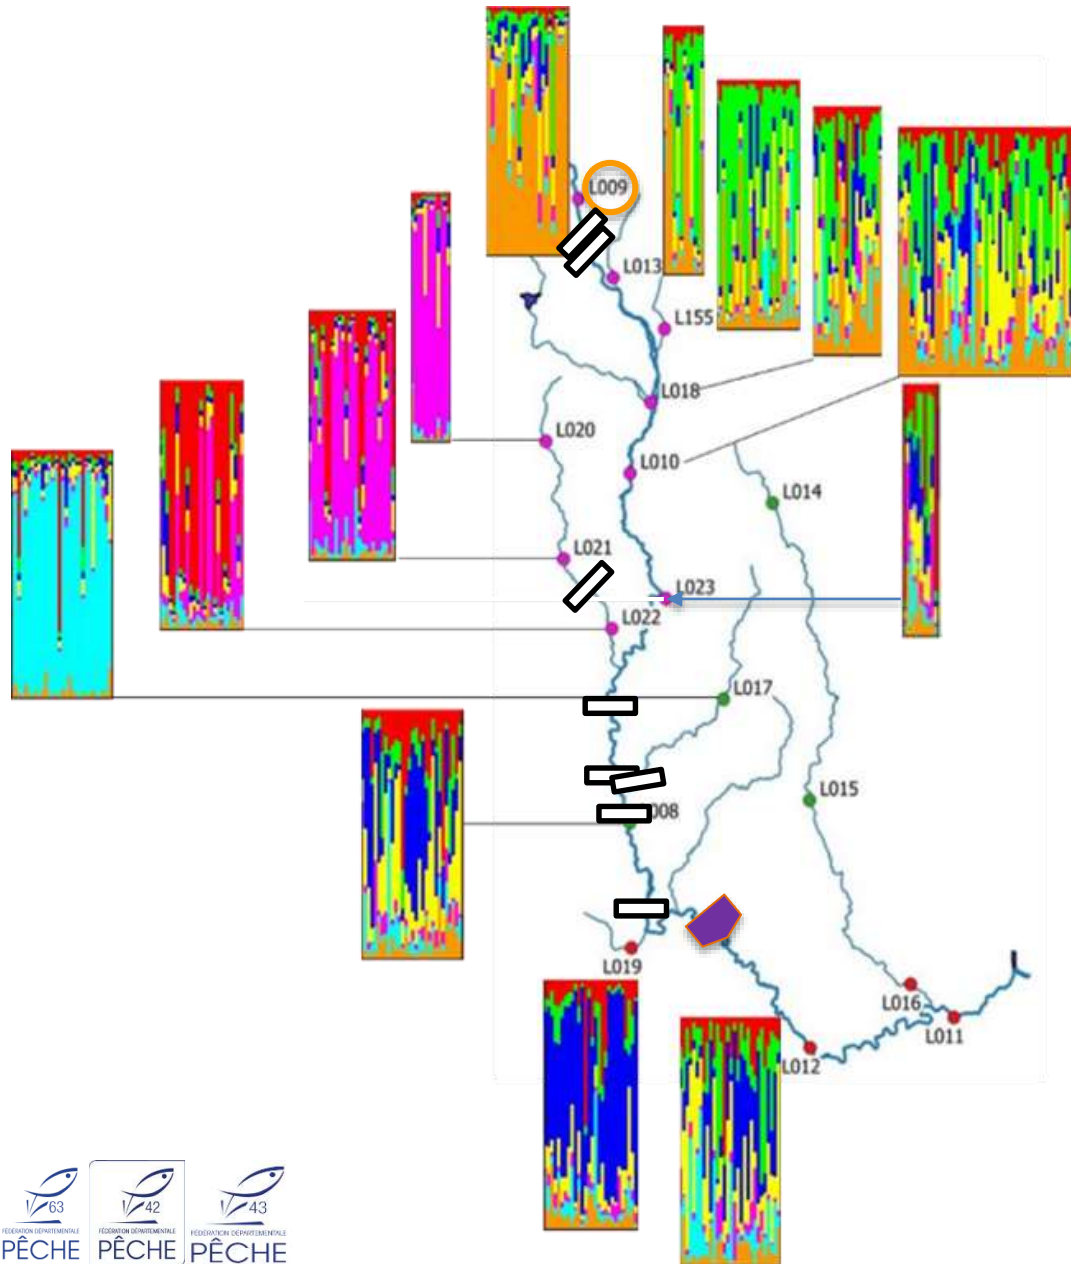 L009
L013
L155
L018
L020
L010
L014
L021
L023
L022
L017
L015
008
L019
L016
L011
L012
63
FÉDÉRATION DÉPARTEMENTALE
PÊCHE
42
FÉDÉRATION DÉPARTEMENTALE
PÊCHE
43
FÉDÉRATION DÉPARTEMENTALE
PÊCHE